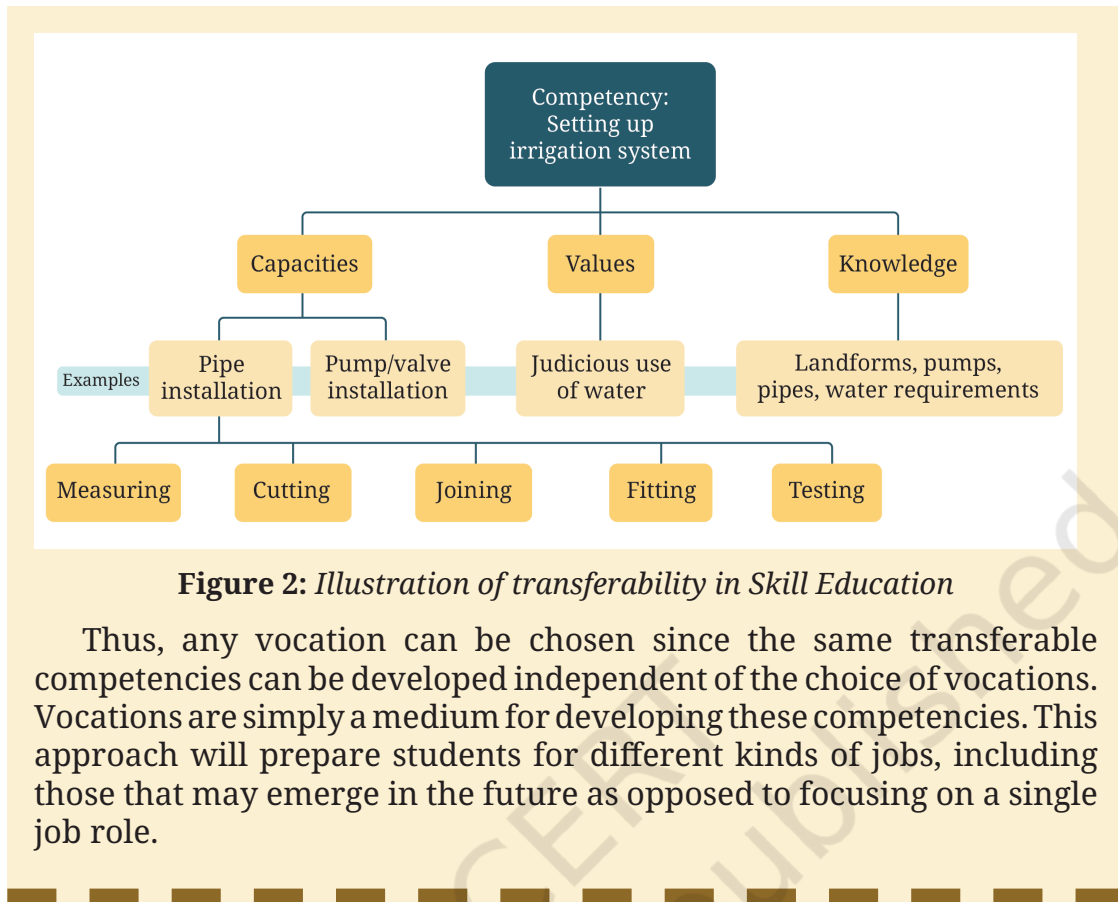 Competency:
Setting up
irrigation system
Capacities
Values
Knowledge
Examples
Pipe
installation
Pump/valve
installation
Judicious use
of water
Landforms, pumps,
pipes, water requirements
Measuring
Cutting
Joining
Fitting
Testing
Figure 2: Illustration of transferability in Skill Education
Thus, any vocation can be chosen since the same transferable
competencies can be developed independent of the choice of vocations.
Vocations are simply a medium for developing these competencies. This
approach will prepare students for different kinds of jobs, including
those that may emerge in the future as opposed to focusing on a single
job role.